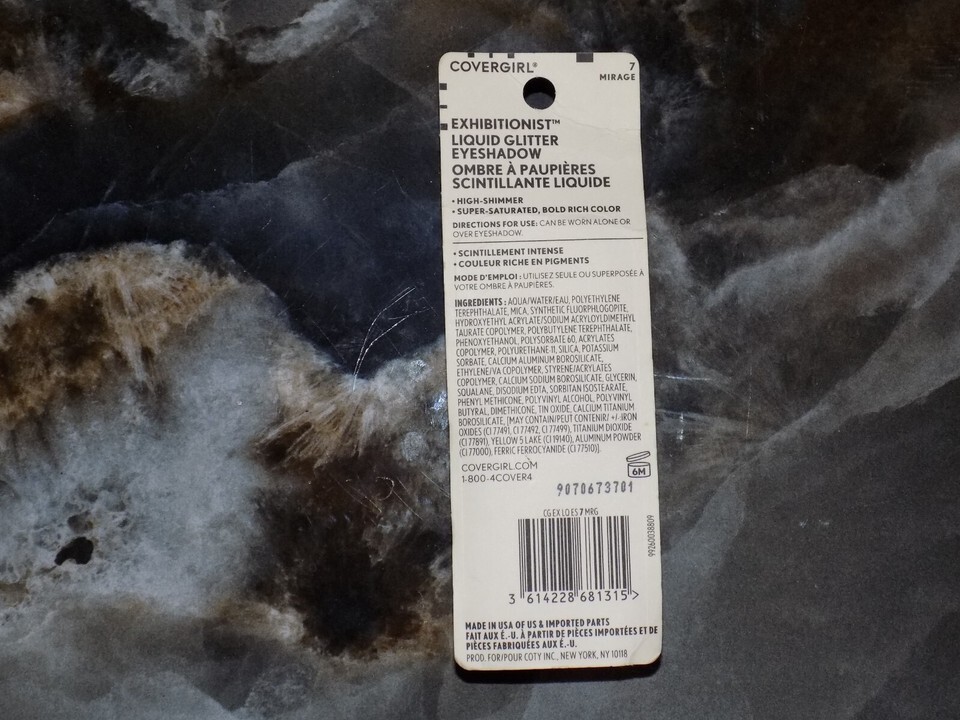 COVERGIRL®
7
MIRAGE
EXHIBITIONIST™
LIQUID GLITTER
EYESHADOW
OMBRE À PAUPIÈRES
SCINTILLANTE LIQUIDE
• HIGH-SHIMMER
• SUPER-SATURATED, BOLD RICH COLOR
DIRECTIONS FOR USE: CAN BE WORN ALONE OR
OVER EYESHADOW.
• SCINTILLEMENT INTENSE
• COULEUR RICHE EN PIGMENTS
MODE D'EMPLOI : UTILISEZ SEULE OU SUPERPOSÉE À
VOTRE OMBRE À PAUPIÈRES.
INGREDIENTS : AQUA/WATER/EAU, POLYETHYLENE
TEREPHTHALATE, MICA, SYNTHETIC FLUORPHLOGOPITE,
HYDROXYETHYL ACRYLATE/SODIUM ACRYLOYLDIMETHYL
TAURATE COPOLYMER, POLYBUTYLENE TEREPHTHALATE,
PHENOXYETHANOL, POLYSORBATE 60, ACRYLATES
COPOLYMER, POLYURETHANE-11, SILICA, POTASSIUM
SORBATE, CALCIUM ALUMINUM BOROSILICATE,
ETHYLENE/VA COPOLYMER, STYRENE/ACRYLATES
COPOLYMER, CALCIUM SODIUM BOROSILICATE, GLYCERIN,
SQUALANE, DISODIUM EDTA, SORBITAN ISOSTEARATE,
PHENYL METHICONE, POLYVINYL ALCOHOL, POLYVINYL
BUTYRAL, DIMETHICONE, TIN OXIDE, CALCIUM TITANIUM
BOROSILICATE, [MAY CONTAIN/PEUT CONTENIR/ +/-:IRON
OXIDES (CI 77491, CI 77492, CI 77499), TITANIUM DIOXIDE
(CI 77891), YELLOW 5 LAKE (CI 19140), ALUMINUM POWDER
(CI 77000), FERRIC FERROCYANIDE (CI 77510)].
COVERGIRL.COM
1-800-4COVER4
6M
9070673701
CG EX LO ES 7 MRG
99260038809
3 614228 681315 >
MADE IN USA OF US & IMPORTED PARTS
FAIT AUX É.-U. À PARTIR DE PIÈCES IMPORTÉES ET DE
PIÈCES FABRIQUÉES AUX É.-U.
PROD. FOR/POUR COTY INC., NEW YORK, NY 10118